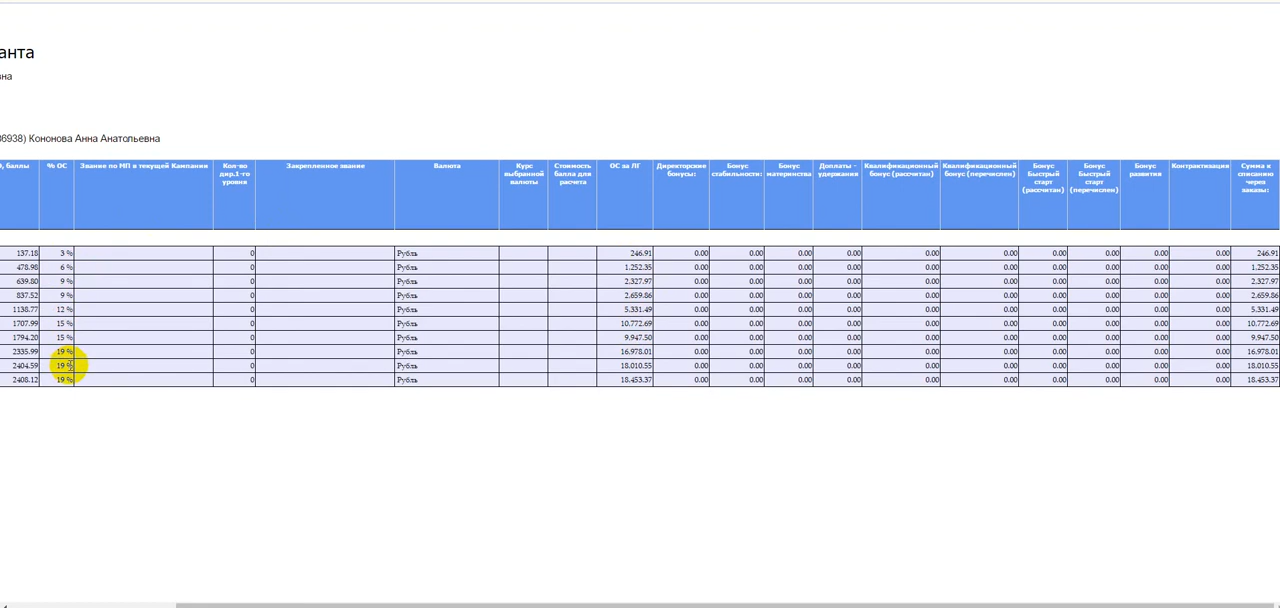 анта
вна
36938) Кононова Анна Анатольевна
О, баллы % ОС Звание по МП в текущей Кампании Кол-во дир.1-го уровня Закрепленное звание Валюта Курс выбранной валюты Стоимость балла для расчета ОС за ЛГ Директорские бонусы: Бонус стабильности: Бонус материнства Доплаты - удержания Квалификационный бонус (рассчитан) Квалификационный бонус (перечислен) Бонус Быстрый старт (рассчитан) Бонус Быстрый старт (перечислен) Бонус развития Контрактивация Сумма к списанию через заказы:
137.18 3 % 0 Рубль 246.91 0.00 0.00 0.00 0.00 0.00 0.00 0.00 0.00 0.00 0.00 246.91
478.98 6 % 0 Рубль 1,252.35 0.00 0.00 0.00 0.00 0.00 0.00 0.00 0.00 0.00 0.00 1,252.35
639.80 9 % 0 Рубль 2,327.97 0.00 0.00 0.00 0.00 0.00 0.00 0.00 0.00 0.00 0.00 2,327.97
837.52 9 % 0 Рубль 2,659.86 0.00 0.00 0.00 0.00 0.00 0.00 0.00 0.00 0.00 0.00 2,659.86
1138.77 12 % 0 Рубль 5,331.49 0.00 0.00 0.00 0.00 0.00 0.00 0.00 0.00 0.00 0.00 5,331.49
1707.99 15 % 0 Рубль 10,772.69 0.00 0.00 0.00 0.00 0.00 0.00 0.00 0.00 0.00 0.00 10,772.69
1794.20 15 % 0 Рубль 9,947.50 0.00 0.00 0.00 0.00 0.00 0.00 0.00 0.00 0.00 0.00 9,947.50
2335.99 19 % 0 Рубль 16,978.01 0.00 0.00 0.00 0.00 0.00 0.00 0.00 0.00 0.00 0.00 16,978.01
2404.59 19 % 0 Рубль 18,010.55 0.00 0.00 0.00 0.00 0.00 0.00 0.00 0.00 0.00 0.00 18,010.55
2408.12 19 % 0 Рубль 18,453.37 0.00 0.00 0.00 0.00 0.00 0.00 0.00 0.00 0.00 0.00 18,453.37